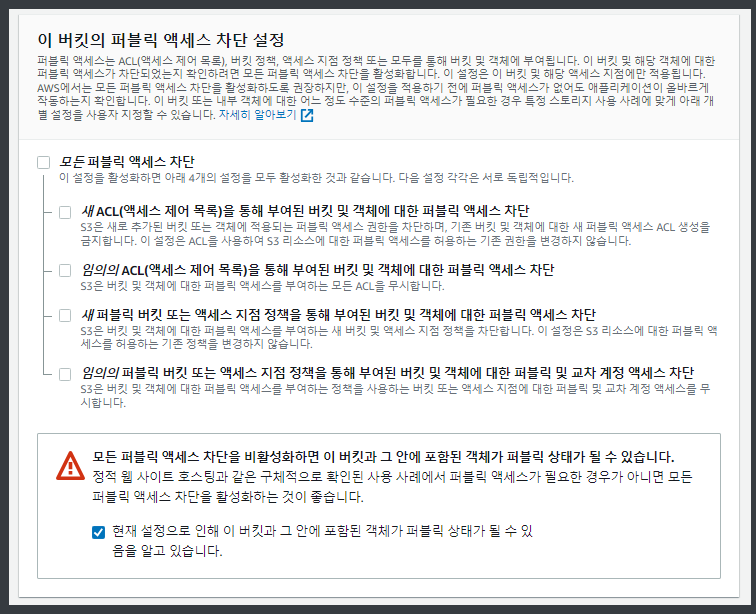 이 버킷의 퍼블릭 액세스 차단 설정
퍼블릭 액세스는 ACL(액세스 제어 목록), 버킷 정책, 액세스 지점 정책 또는 모두를 통해 버킷 및 객체에 부여됩니다. 이 버킷 및 해당 객체에 대한
퍼블릭 액세스가 차단되었는지 확인하려면 모든 퍼블릭 액세스 차단을 활성화합니다. 이 설정은 이 버킷 및 해당 액세스 지점에만 적용됩니다.
AWS에서는 모든 퍼블릭 액세스 차단을 활성화하도록 권장하지만, 이 설정을 적용하기 전에 퍼블릭 액세스가 없어도 애플리케이션이 올바르게
작동하는지 확인합니다. 이 버킷 또는 내부 객체에 대한 어느 정도 수준의 퍼블릭 액세스가 필요한 경우 특정 스토리지 사용 사례에 맞게 아래 개
별 설정을 사용자 지정할 수 있습니다. 자세히 알아보기
모든 퍼블릭 액세스 차단
이 설정을 활성화하면 아래 4개의 설정을 모두 활성화한 것과 같습니다. 다음 설정 각각은 서로 독립적입니다.
새 ACL(액세스 제어 목록)을 통해 부여된 버킷 및 객체에 대한 퍼블릭 액세스 차단
S3은 새로 추가된 버킷 또는 객체에 적용되는 퍼블릭 액세스 권한을 차단하며, 기존 버킷 및 객체에 대한 새 퍼블릭 액세스 ACL 생성을
금지합니다. 이 설정은 ACL을 사용하여 S3 리소스에 대한 퍼블릭 액세스를 허용하는 기존 권한을 변경하지 않습니다.
임의의 ACL(액세스 제어 목록)을 통해 부여된 버킷 및 객체에 대한 퍼블릭 액세스 차단
S3은 버킷 및 객체에 대한 퍼블릭 액세스를 부여하는 모든 ACL을 무시합니다.
새 퍼블릭 버킷 또는 액세스 지점 정책을 통해 부여된 버킷 및 객체에 대한 퍼블릭 액세스 차단
S3은 버킷 및 객체에 대한 퍼블릭 액세스를 부여하는 새 버킷 및 액세스 지점 정책을 차단합니다. 이 설정은 S3 리소스에 대한 퍼블릭 액
세스를 허용하는 기존 정책을 변경하지 않습니다.
임의의 퍼블릭 버킷 또는 액세스 지점 정책을 통해 부여된 버킷 및 객체에 대한 퍼블릭 및 교차 계정 액세스 차단
S3은 버킷 및 객체에 대한 퍼블릭 액세스를 부여하는 정책을 사용하는 버킷 또는 액세스 지점에 대한 퍼블릭 및 교차 계정 액세스를 무
시합니다.
모든 퍼블릭 액세스 차단을 비활성화하면 이 버킷과 그 안에 포함된 객체가 퍼블릭 상태가 될 수 있습니다.
정적 웹 사이트 호스팅과 같은 구체적으로 확인된 사용 사례에서 퍼블릭 액세스가 필요한 경우가 아니면 모든
퍼블릭 액세스 차단을 활성화하는 것이 좋습니다.
현재 설정으로 인해 이 버킷과 그 안에 포함된 객체가 퍼블릭 상태가 될 수 있
음을 알고 있습니다.